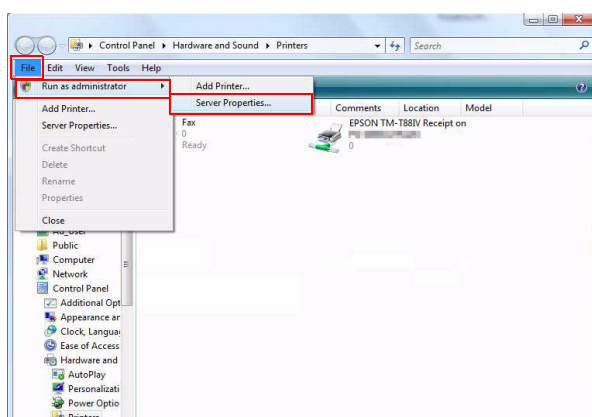 Control Panel ▸ Hardware and Sound ▸ Printers
Search
File Edit View Tools Help
Run as administrator
Add Printer...
Server Properties...
Add Printer...
Server Properties...
Create Shortcut
Delete
Rename
Properties
Close
Comments Location Model
Fax
0
Ready
EPSON TM-T88IV Receipt on
0
Public
Computer
Network
Control Panel
Additional Opt
Appearance ar
Clock, Languag
Ease of Access
Hardware and
AutoPlay
Personalizati
Power Optio
Printers